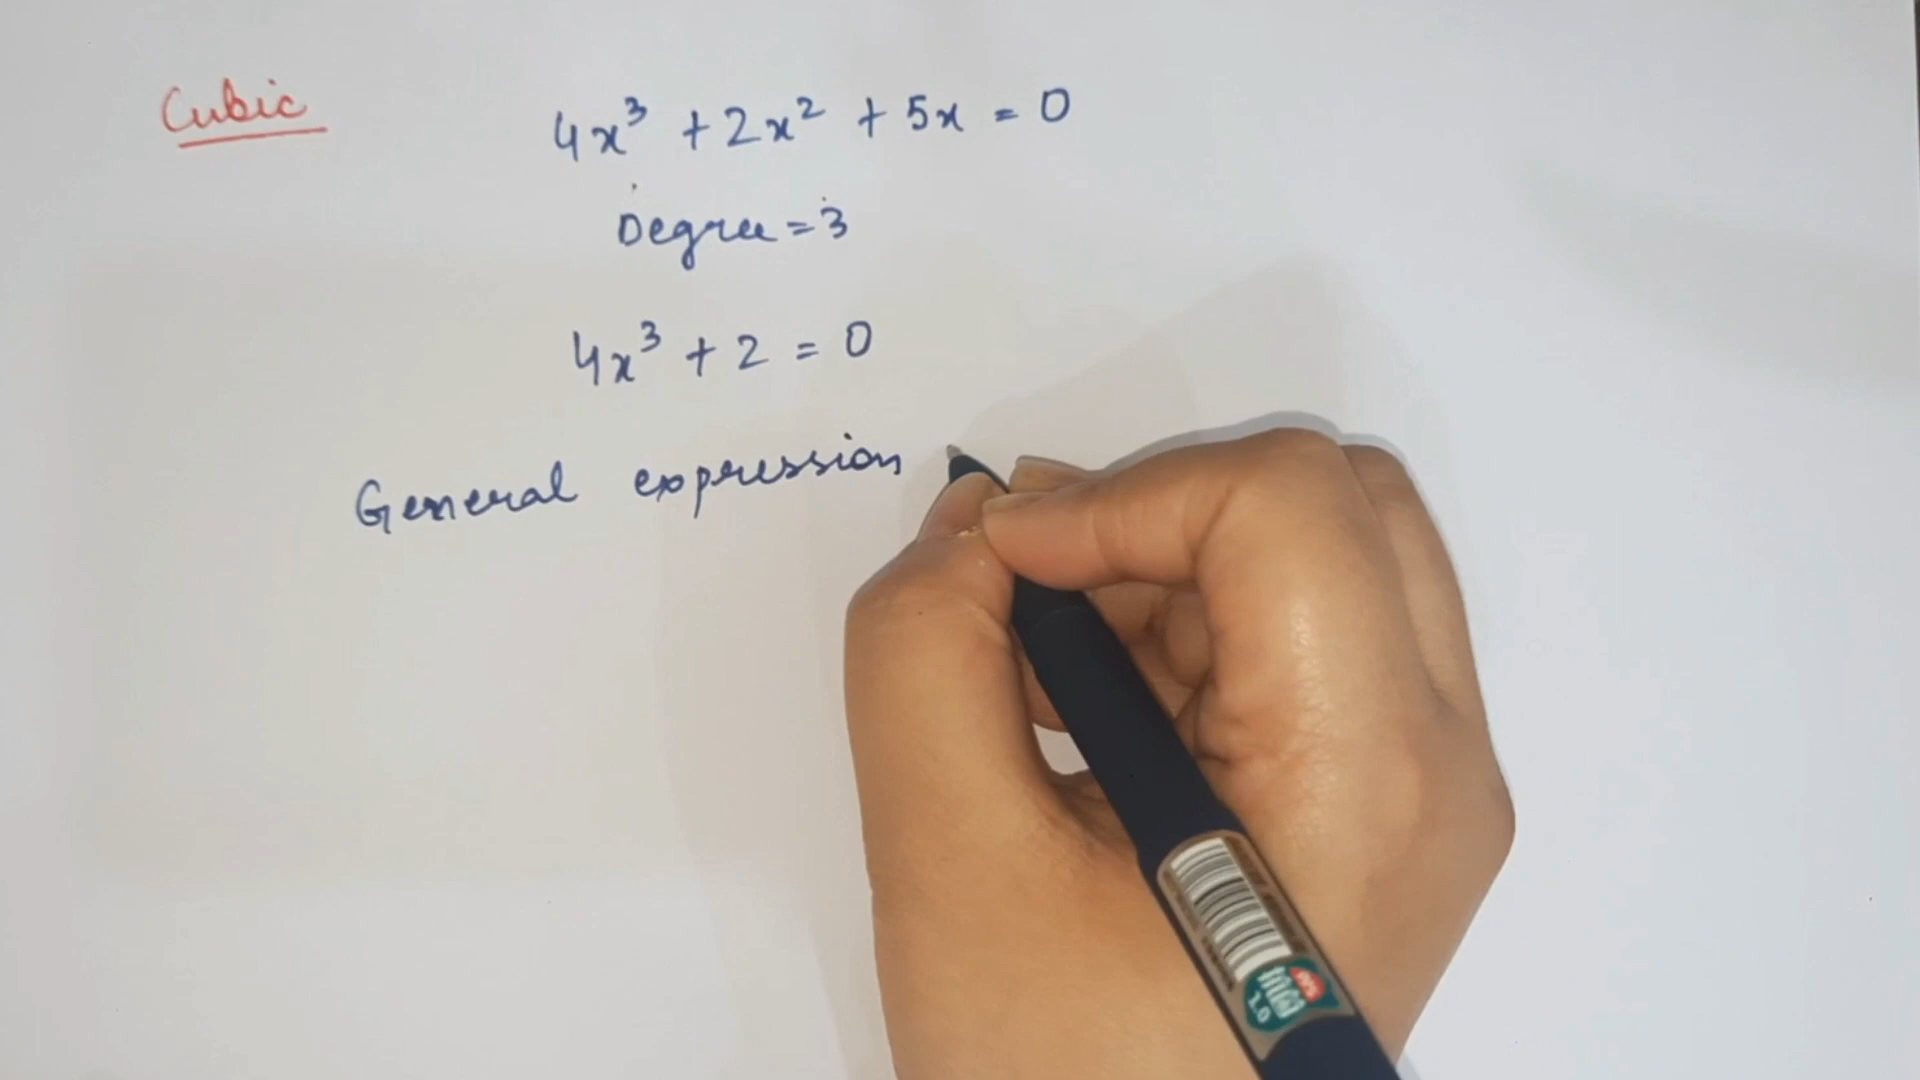 Cubic
4x³ + 2x² + 5x = 0
Degree = 3
4x³ + 2 = 0
General expression